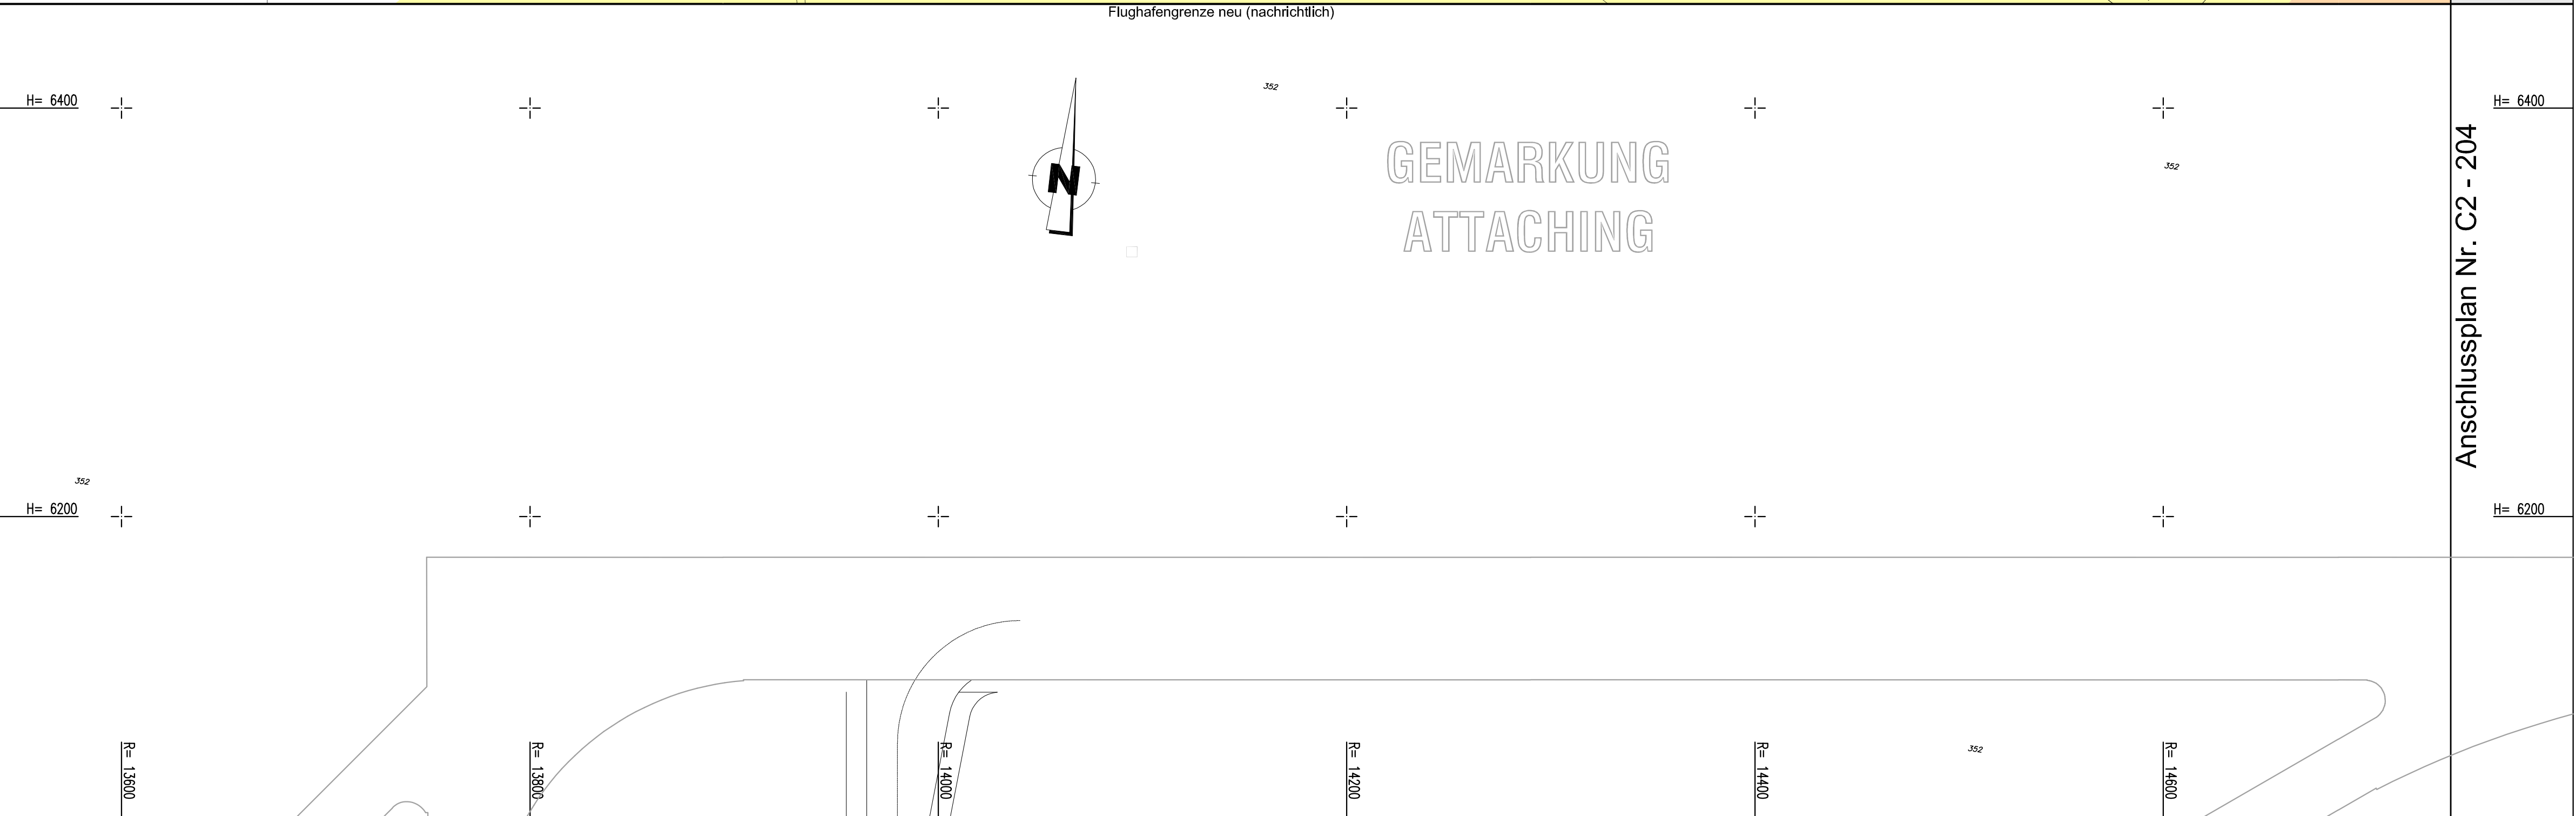 Flughafengrenze neu (nachrichtlich)
352
H= 6400
H= 6400
GEMARKUNG
ATTACHING
N
352
Anschlussplan Nr. C2 - 204
352
H= 6200
H= 6200
352
R= 13600
R= 13800
R= 14000
R= 14200
R= 14400
R= 14600